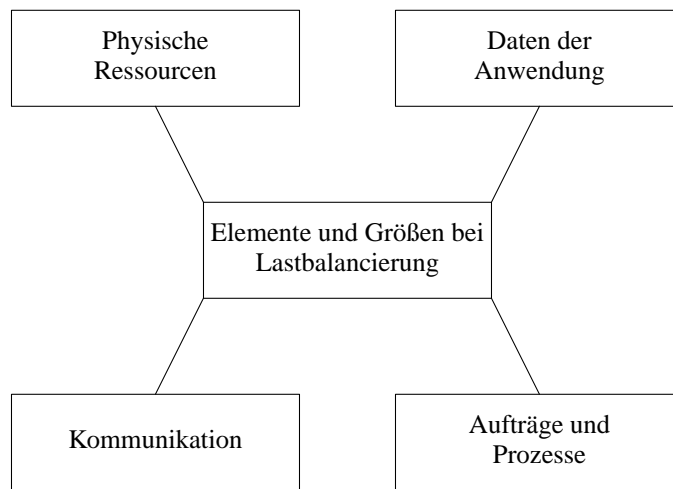 Physische
Ressourcen
Daten der
Anwendung
Elemente und Größen bei
Lastbalancierung
Kommunikation
Aufträge und
Prozesse